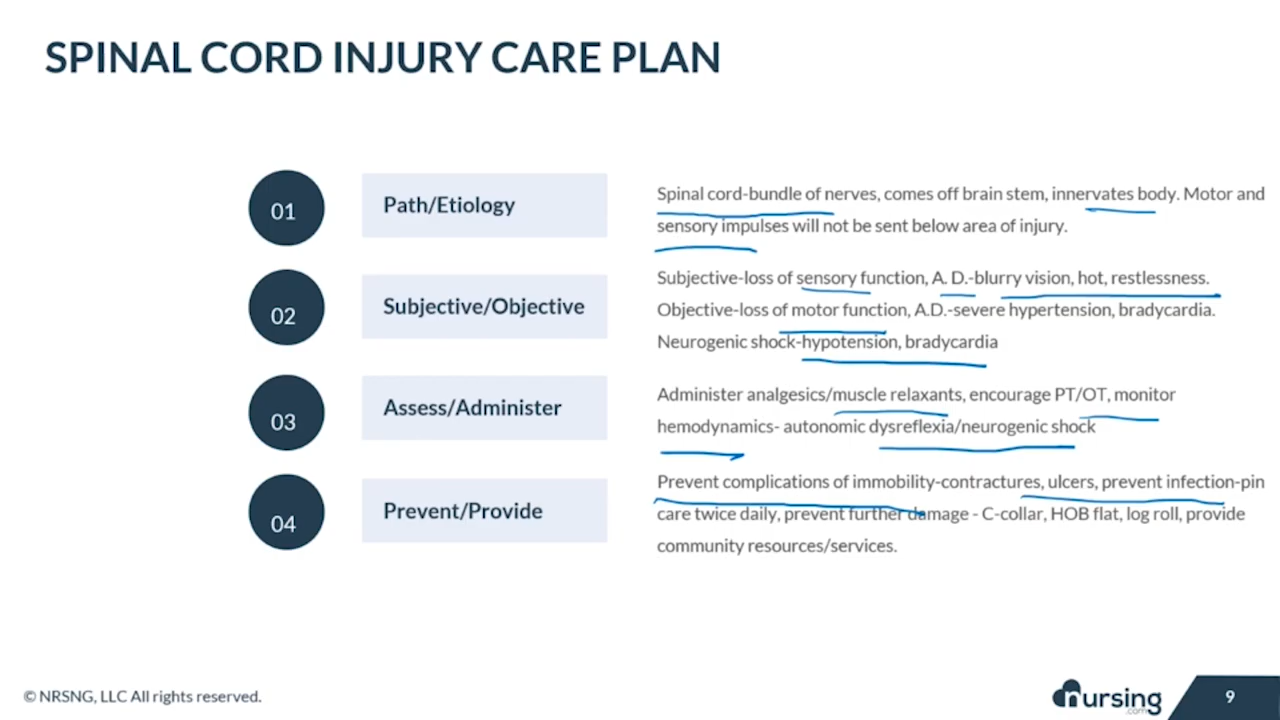 SPINAL CORD INJURY CARE PLAN
01
Path/Etiology
Spinal cord-bundle of nerves, comes off brain stem, innervates body. Motor and
sensory impulses will not be sent below area of injury.
02
Subjective/Objective
Subjective-loss of sensory function, A. D.-blurry vision, hot, restlessness.
Objective-loss of motor function, A.D.-severe hypertension, bradycardia.
Neurogenic shock-hypotension, bradycardia
03
Assess/Administer
Administer analgesics/muscle relaxants, encourage PT/OT, monitor
hemodynamics- autonomic dysreflexia/neurogenic shock
04
Prevent/Provide
Prevent complications of immobility-contractures, ulcers, prevent infection-pin
care twice daily, prevent further damage - C-collar, HOB flat, log roll, provide
community resources/services.
© NRSNG, LLC All rights reserved.
nursing
.com
9